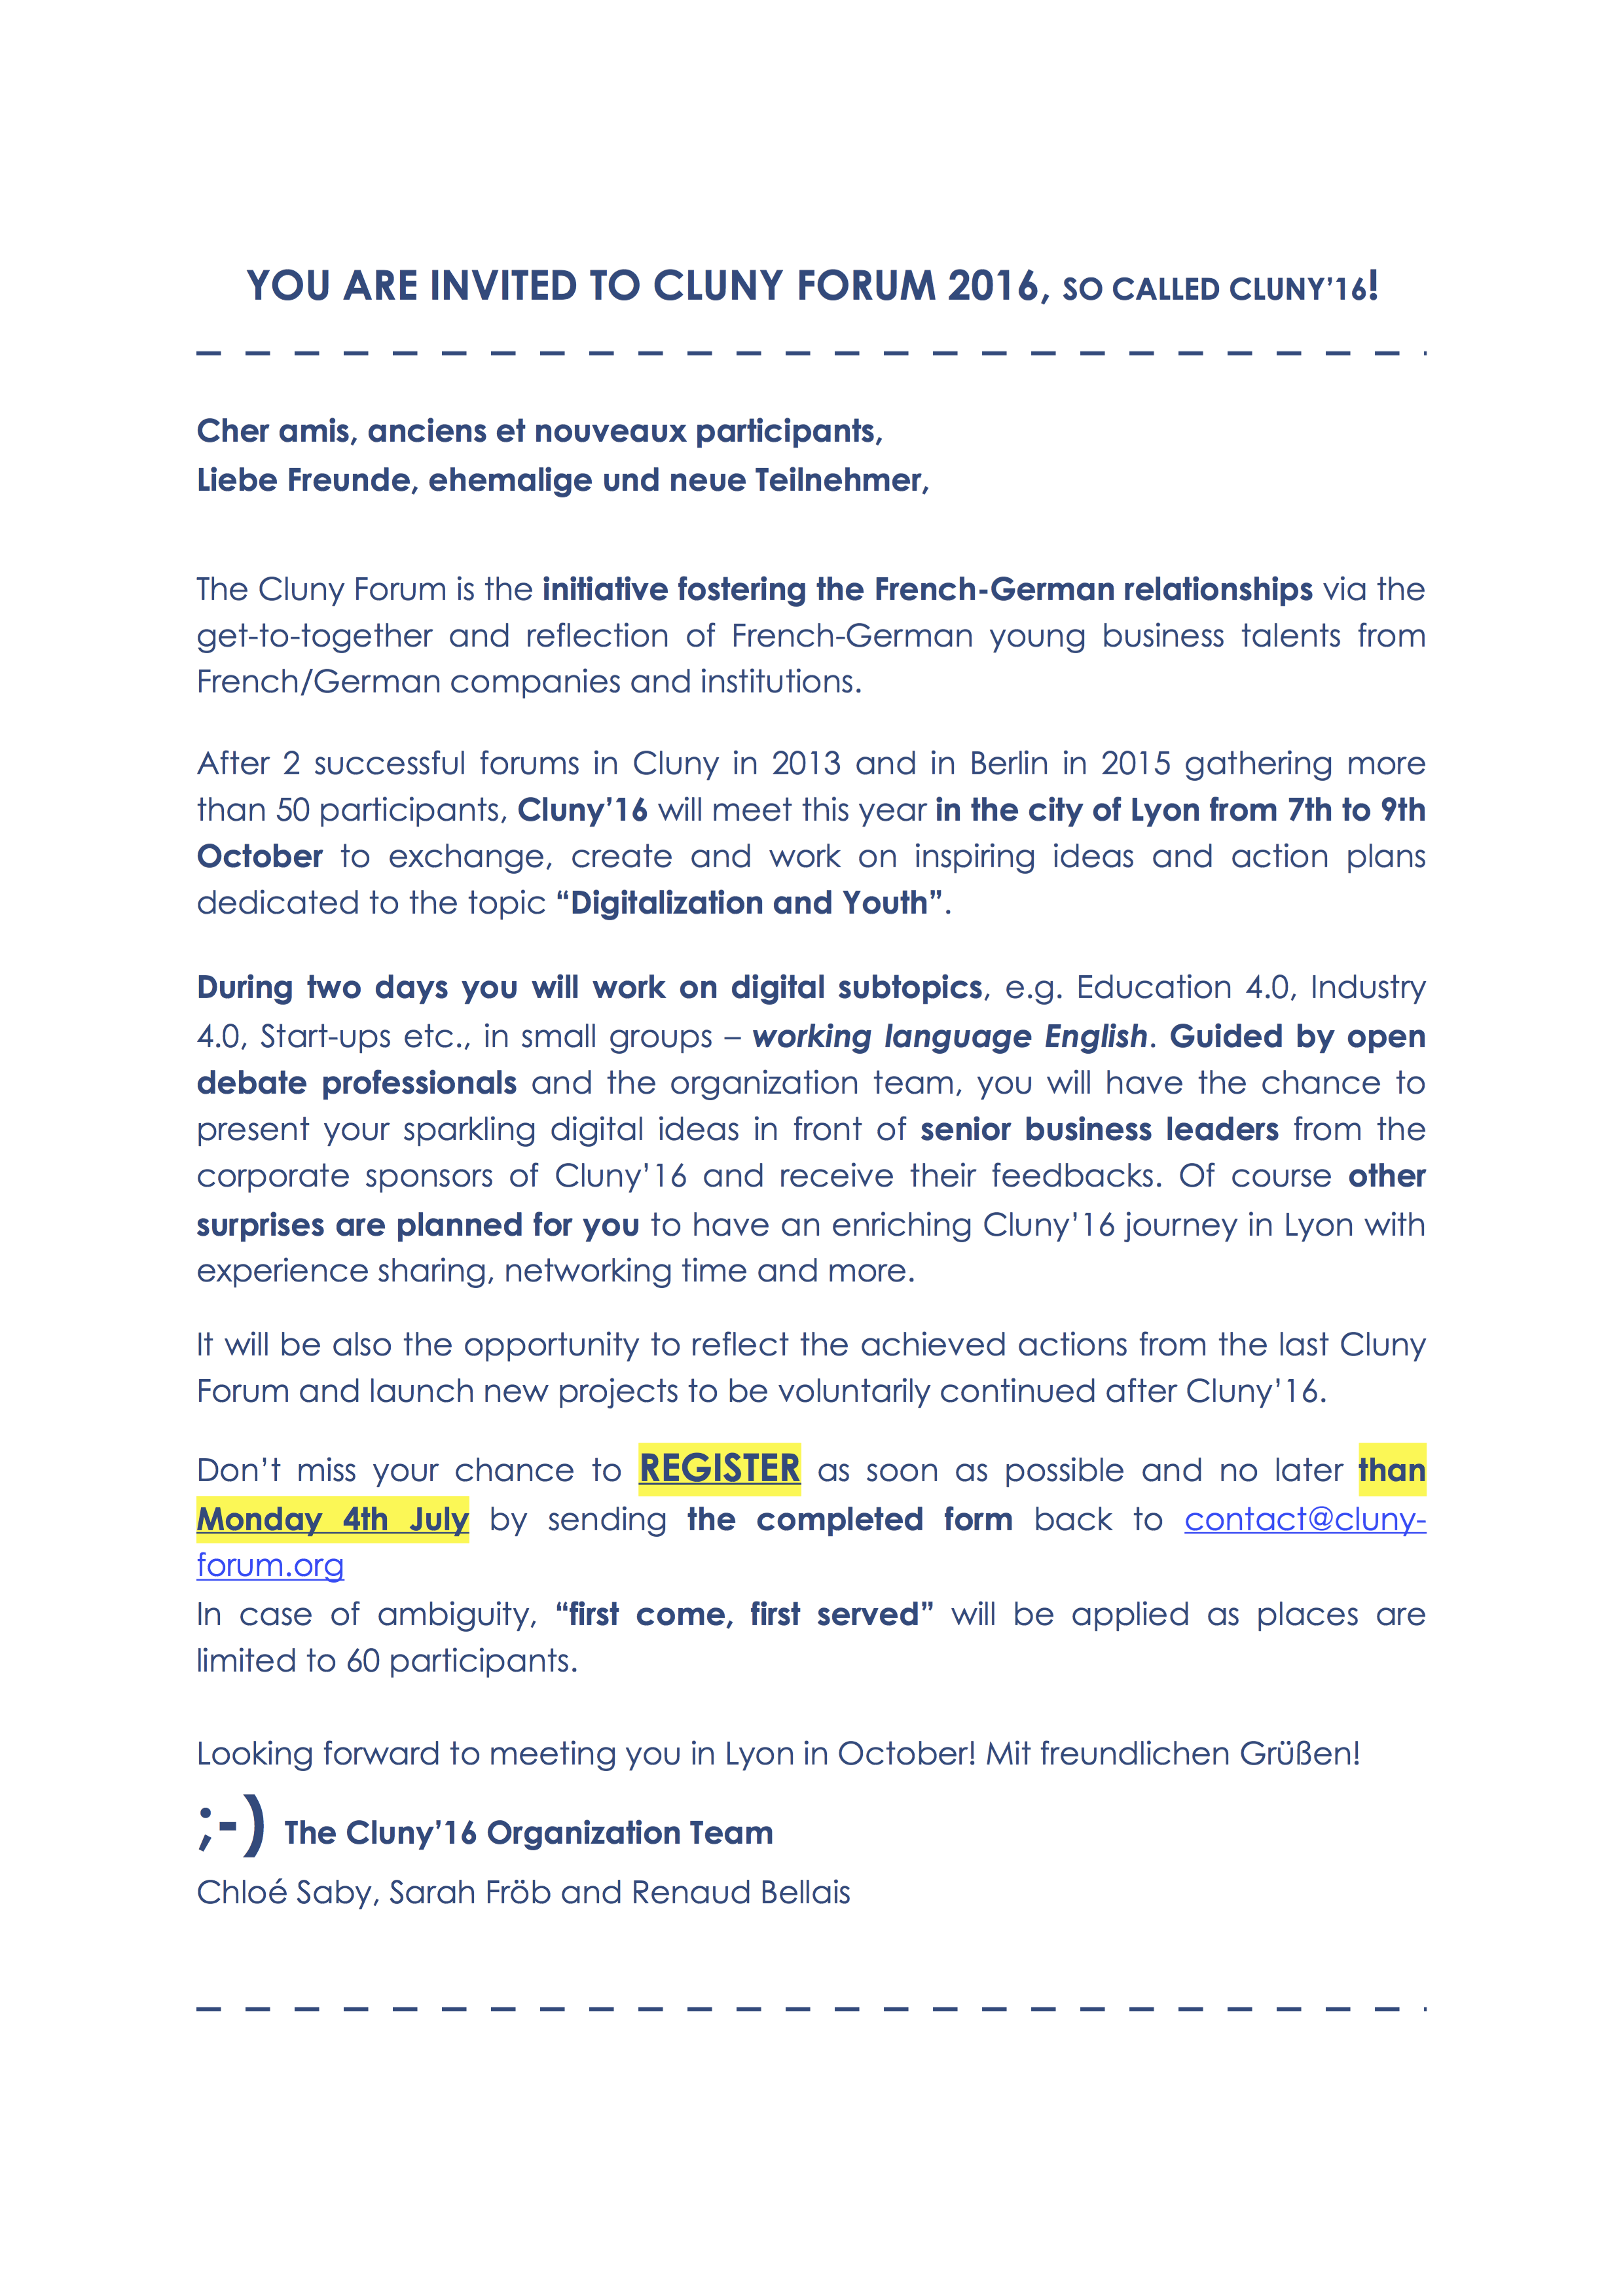 YOU ARE INVITED TO CLUNY FORUM 2016, SO CALLED CLUNY’16!
Cher amis, anciens et nouveaux participants,
Liebe Freunde, ehemalige und neue Teilnehmer,
The Cluny Forum is the initiative fostering the French-German relationships via the
get-to-together and reflection of French-German young business talents from
French/German companies and institutions.
After 2 successful forums in Cluny in 2013 and in Berlin in 2015 gathering more
than 50 participants, Cluny’16 will meet this year in the city of Lyon from 7th to 9th
October to exchange, create and work on inspiring ideas and action plans
dedicated to the topic “Digitalization and Youth”.
During two days you will work on digital subtopics, e.g. Education 4.0, Industry
4.0, Start-ups etc., in small groups – working language English. Guided by open
debate professionals and the organization team, you will have the chance to
present your sparkling digital ideas in front of senior business leaders from the
corporate sponsors of Cluny’16 and receive their feedbacks. Of course other
surprises are planned for you to have an enriching Cluny’16 journey in Lyon with
experience sharing, networking time and more.
It will be also the opportunity to reflect the achieved actions from the last Cluny
Forum and launch new projects to be voluntarily continued after Cluny’16.
Don’t miss your chance to REGISTER as soon as possible and no later than
Monday 4th July by sending the completed form back to contact@cluny-
forum.org
In case of ambiguity, “first come, first served” will be applied as places are
limited to 60 participants.
Looking forward to meeting you in Lyon in October! Mit freundlichen Grüßen!
;-) The Cluny’16 Organization Team
Chloé Saby, Sarah Fröb and Renaud Bellais